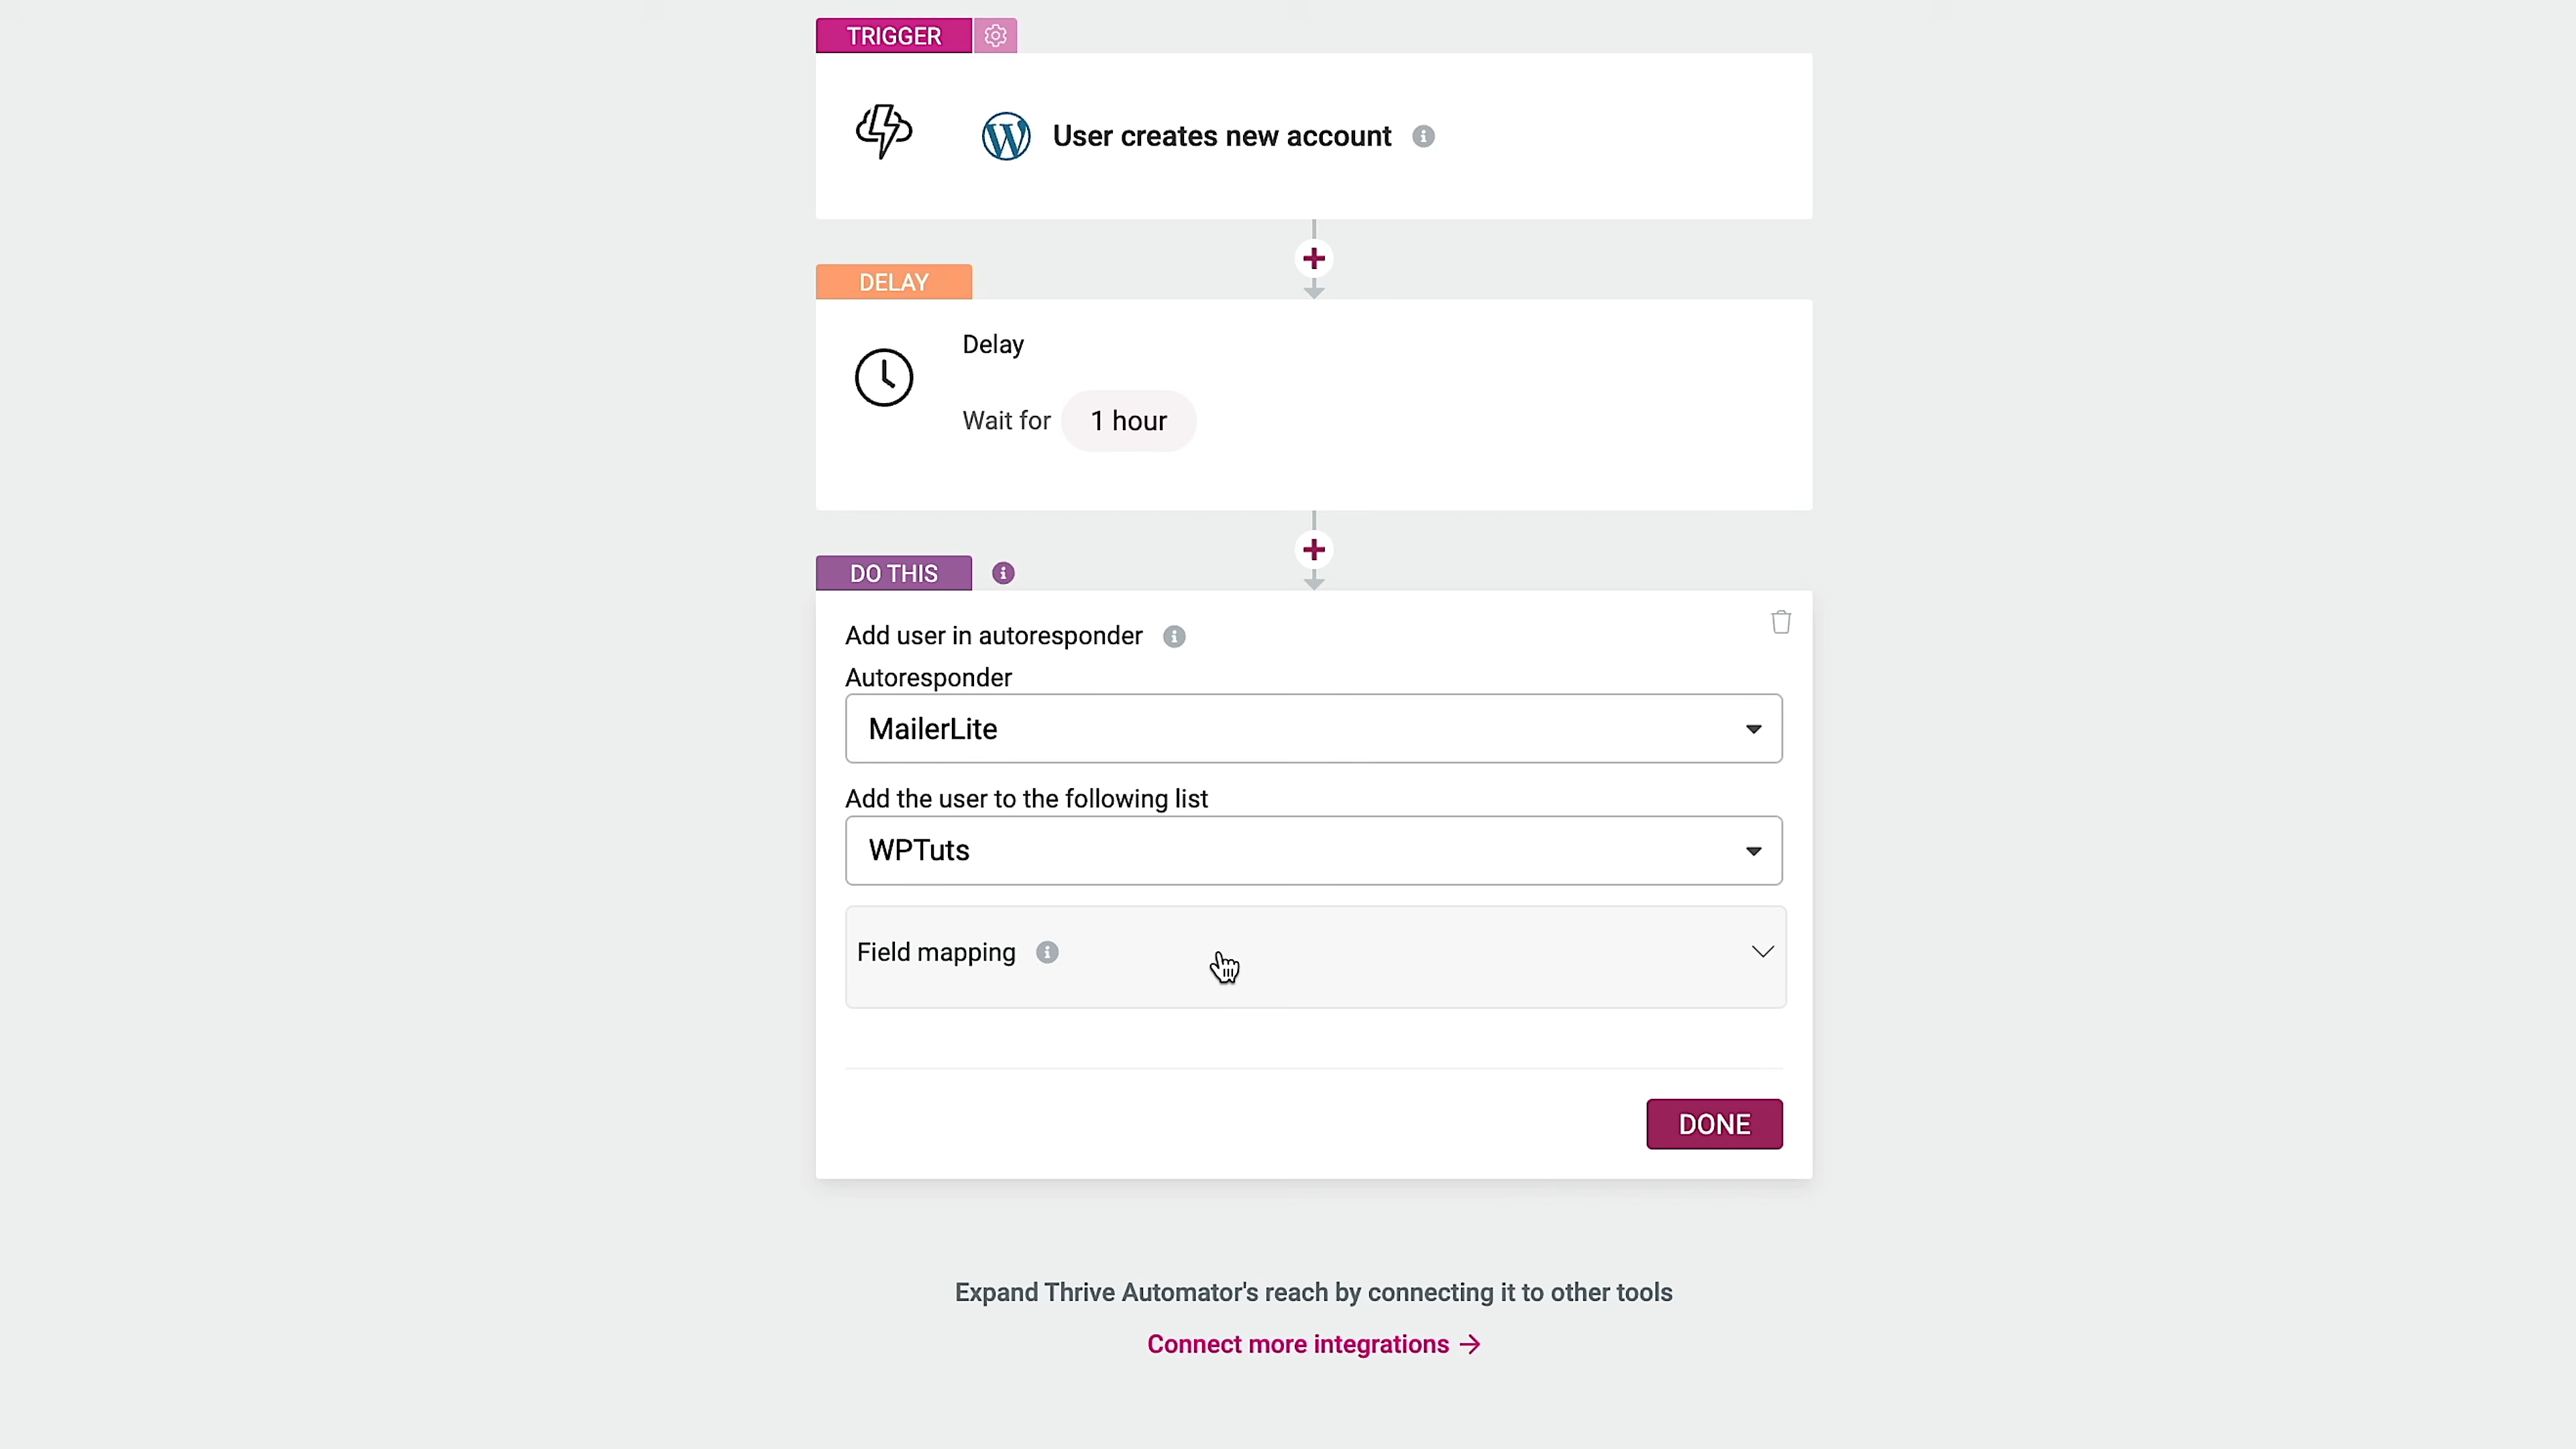 TRIGGER
User creates new account
DELAY
Delay
Wait for 1 hour
DO THIS
Add user in autoresponder
Autoresponder
MailerLite
Add the user to the following list
WPTuts
Field mapping
DONE
Expand Thrive Automator's reach by connecting it to other tools
Connect more integrations →